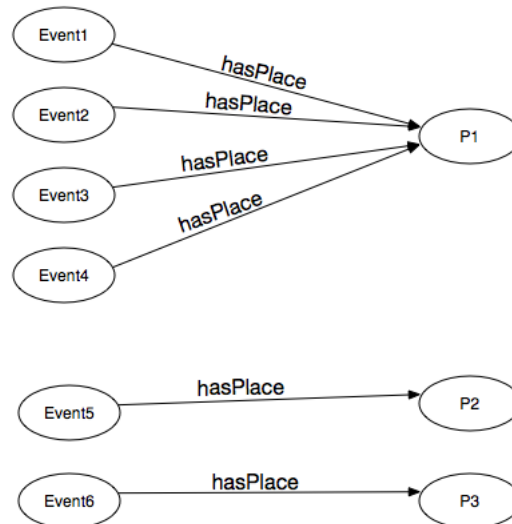 Event1
hasPlace
Event2
hasPlace
P1
Event3
hasPlace
Event4
hasPlace
Event5
hasPlace
P2
Event6
hasPlace
P3